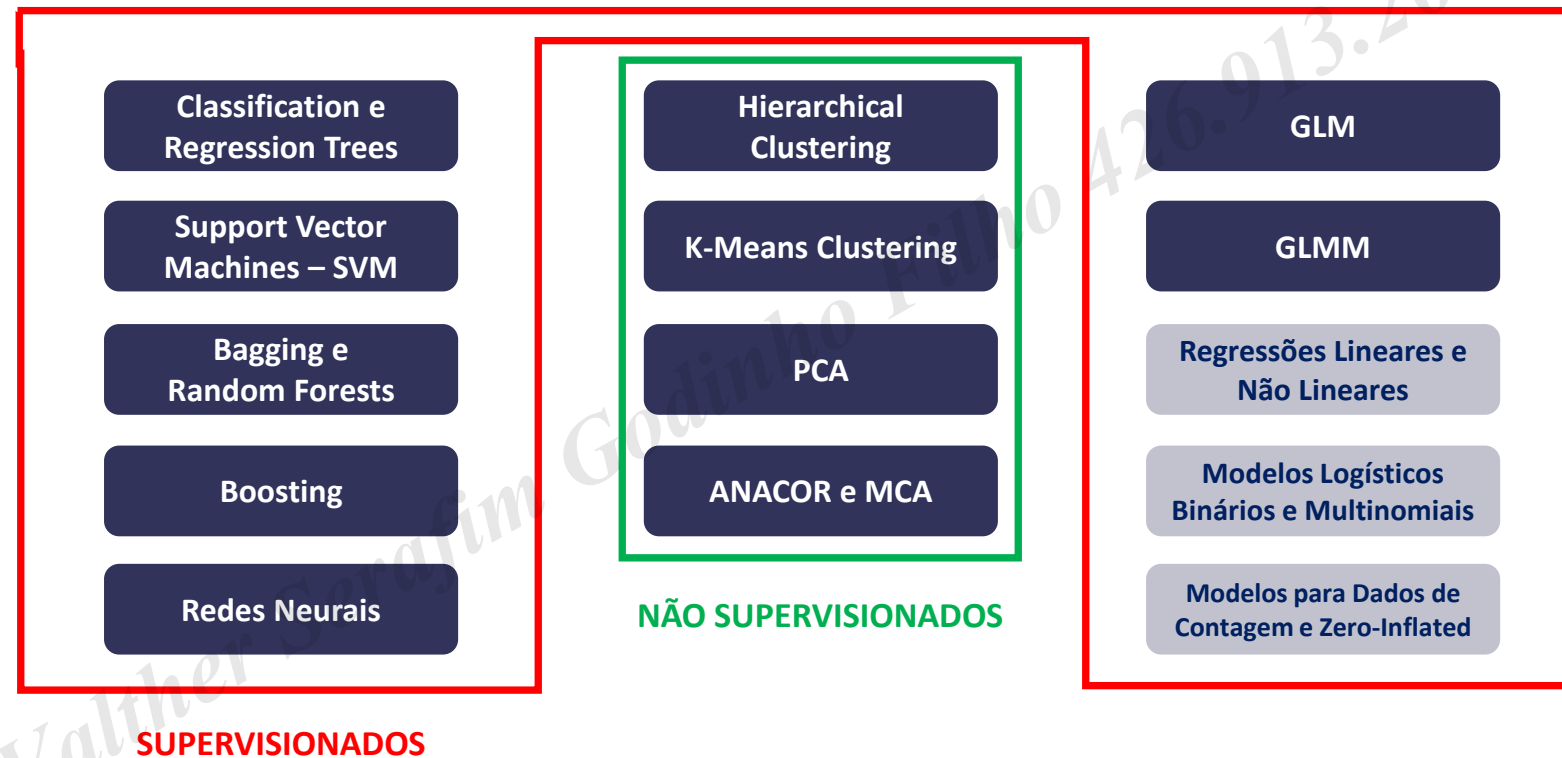 Classification e
Regression Trees
Support Vector
Machines – SVM
Bagging e
Random Forests
Boosting
Redes Neurais
SUPERVISIONADOS
Hierarchical
Clustering
K-Means Clustering
PCA
ANACOR e MCA
NÃO SUPERVISIONADOS
GLM
GLMM
Regressões Lineares e
Não Lineares
Modelos Logísticos
Binários e Multinomiais
Modelos para Dados de
Contagem e Zero-Inflated
Valther Serafim Godinho Filho 426.913.20